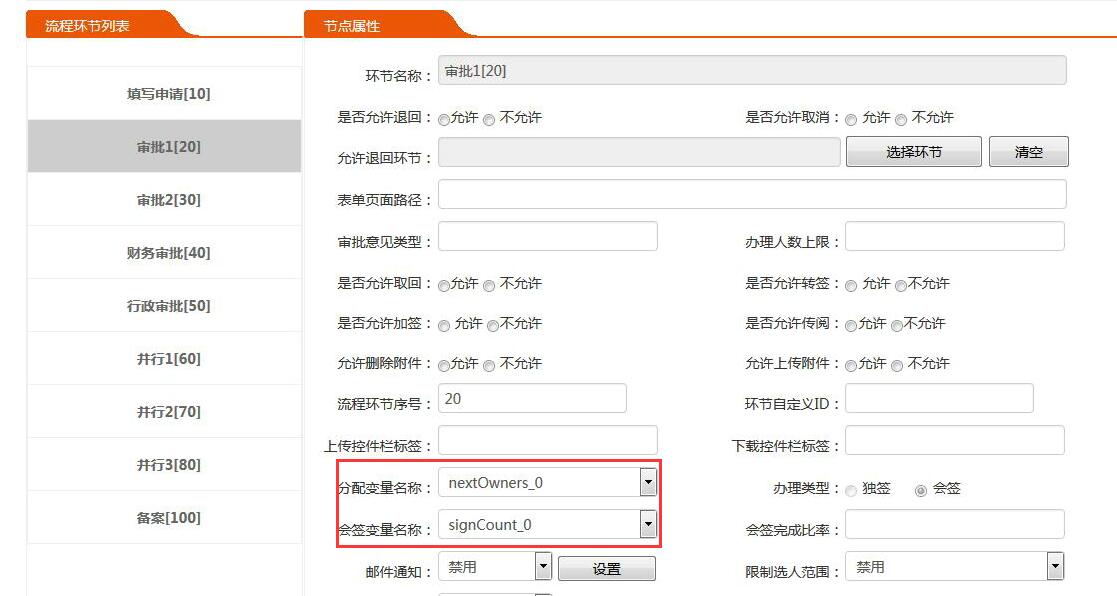 流程环节列表
填写申请[10]
审批1[20]
审批2[30]
财务审批[40]
行政审批[50]
并行1[60]
并行2[70]
并行3[80]
备案[100]
节点属性
环节名称： 审批1[20]
是否允许退回： 允许 不允许 是否允许取消： 允许 不允许
允许退回环节： 选择环节 清空
表单页面路径：
审批意见类型： 办理人数上限：
是否允许取回： 允许 不允许 是否允许转签： 允许 不允许
是否允许加签： 允许 不允许 是否允许传阅： 允许 不允许
允许删除附件： 允许 不允许 允许上传附件： 允许 不允许
流程环节序号： 20 环节自定义ID：
上传控件栏标签： 下载控件栏标签：
分配变量名称： nextOwners_0 办理类型： 独签 会签
会签变量名称： signCount_0 会签完成比率：
邮件通知： 禁用 设置 限制选人范围： 禁用